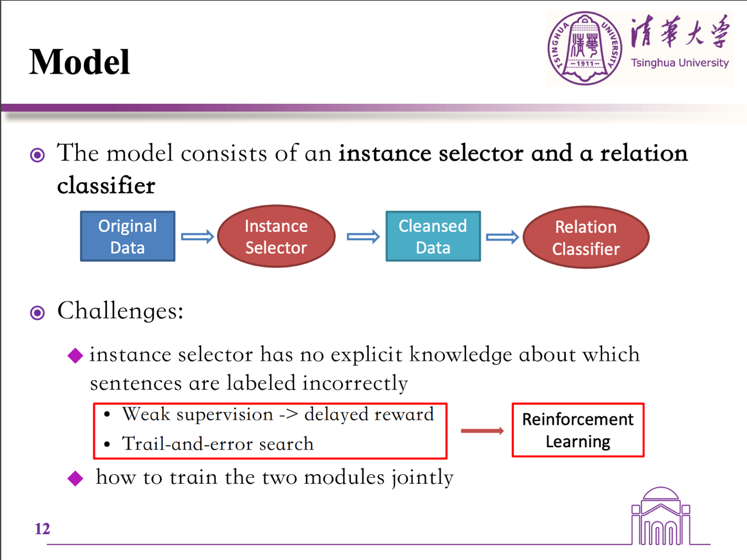 Model
清华大学
Tsinghua University
TSINGHUA UNIVERSITY
清華
-1911-
The model consists of an instance selector and a relation
classifier
Original
Data
Instance
Selector
Cleansed
Data
Relation
Classifier
Challenges:
instance selector has no explicit knowledge about which
sentences are labeled incorrectly
• Weak supervision -> delayed reward
• Trail-and-error search
Reinforcement
Learning
how to train the two modules jointly
12